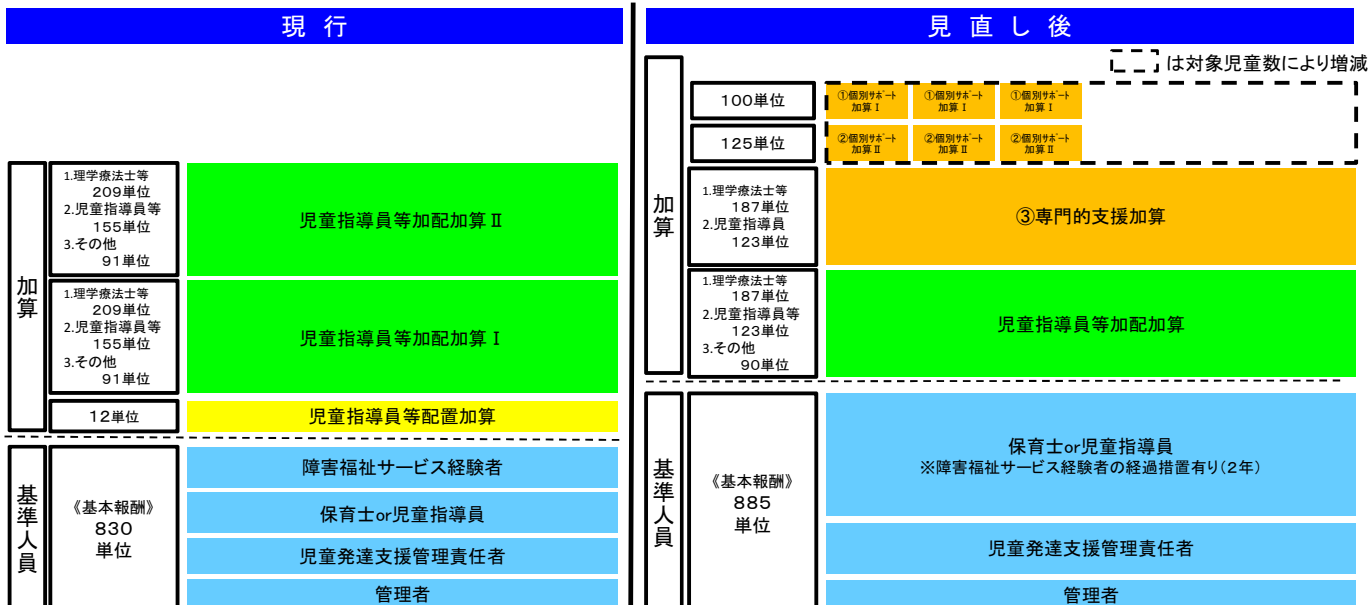 現 行
加算
1.理学療法士等
209単位
2.児童指導員等
155単位
3.その他
91単位
児童指導員等加配加算Ⅱ
1.理学療法士等
209単位
2.児童指導員等
155単位
3.その他
91単位
児童指導員等加配加算Ⅰ
12単位
児童指導員等配置加算
基準人員
《基本報酬》
830
単位
障害福祉サービス経験者
保育士or児童指導員
児童発達支援管理責任者
管理者
見 直 し 後
は対象児童数により増減
加算
100単位
①個別サポート
加算Ⅰ
①個別サポート
加算Ⅰ
①個別サポート
加算Ⅰ
125単位
②個別サポート
加算Ⅱ
②個別サポート
加算Ⅱ
②個別サポート
加算Ⅱ
1.理学療法士等
187単位
2.児童指導員
123単位
③専門的支援加算
1.理学療法士等
187単位
2.児童指導員等
123単位
3.その他
90単位
児童指導員等加配加算
基準人員
《基本報酬》
885
単位
保育士or児童指導員
※障害福祉サービス経験者の経過措置有り(2年)
児童発達支援管理責任者
管理者